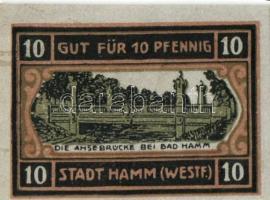 10 GUT FÜR 10 PFENNIG 10
DIE AHSEBRÜCKE BEI BAD HAMM
10 STADT HAMM (WESTF.) 10